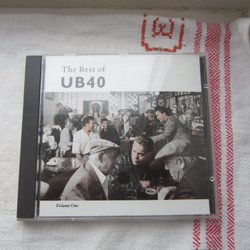 The Best of
UB40
Volume One